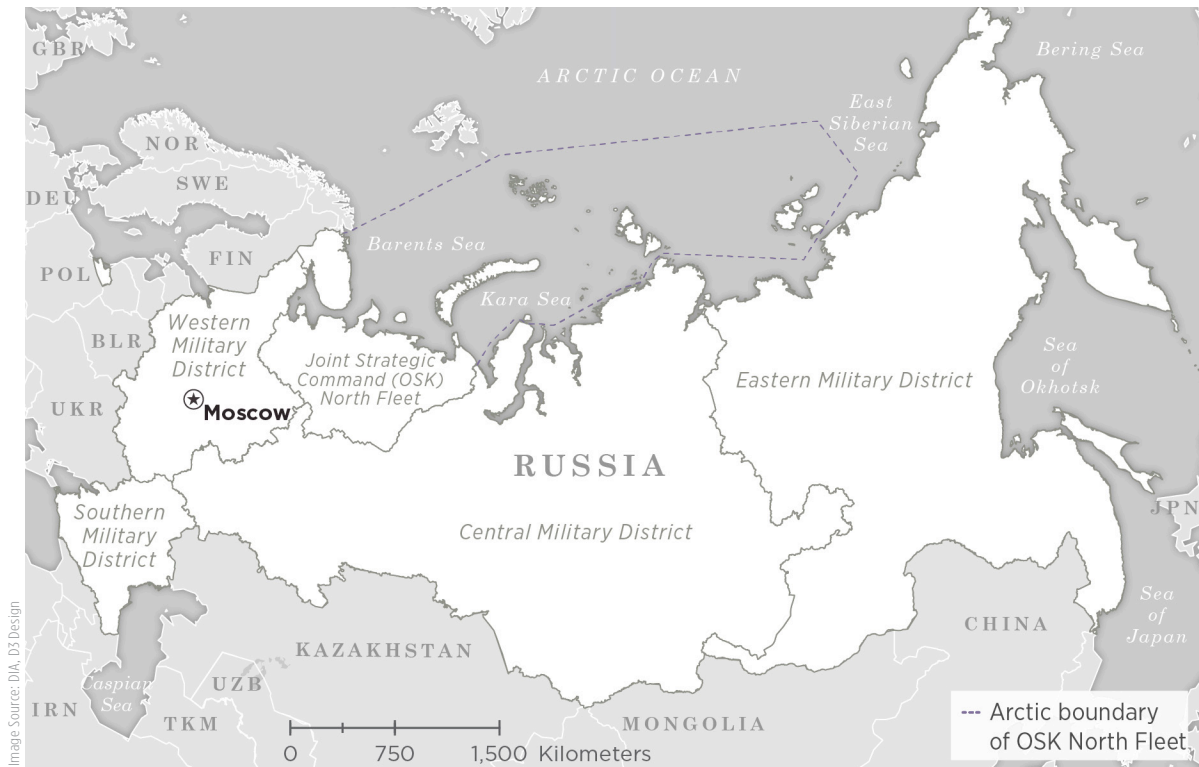 GBR
ARCTIC OCEAN
Bering Sea
East
Siberian
Sea
NOR
SWE
DEU
Barents Sea
FIN
POL
Kara Sea
Western
Military
District
BLR
Joint Strategic
Command (OSK)
North Fleet
Sea
of
Okhotsk
Eastern Military District
UKR
Moscow
RUSSIA
Southern
Military
District
JPN
Central Military District
Sea
of
Japan
CHINA
KAZAKHSTAN
Caspian
Sea
UZB
IRN
TKM
MONGOLIA
0 750 1,500 Kilometers
Arctic boundary
of OSK North Fleet
Image Source: DIA, D3 Design